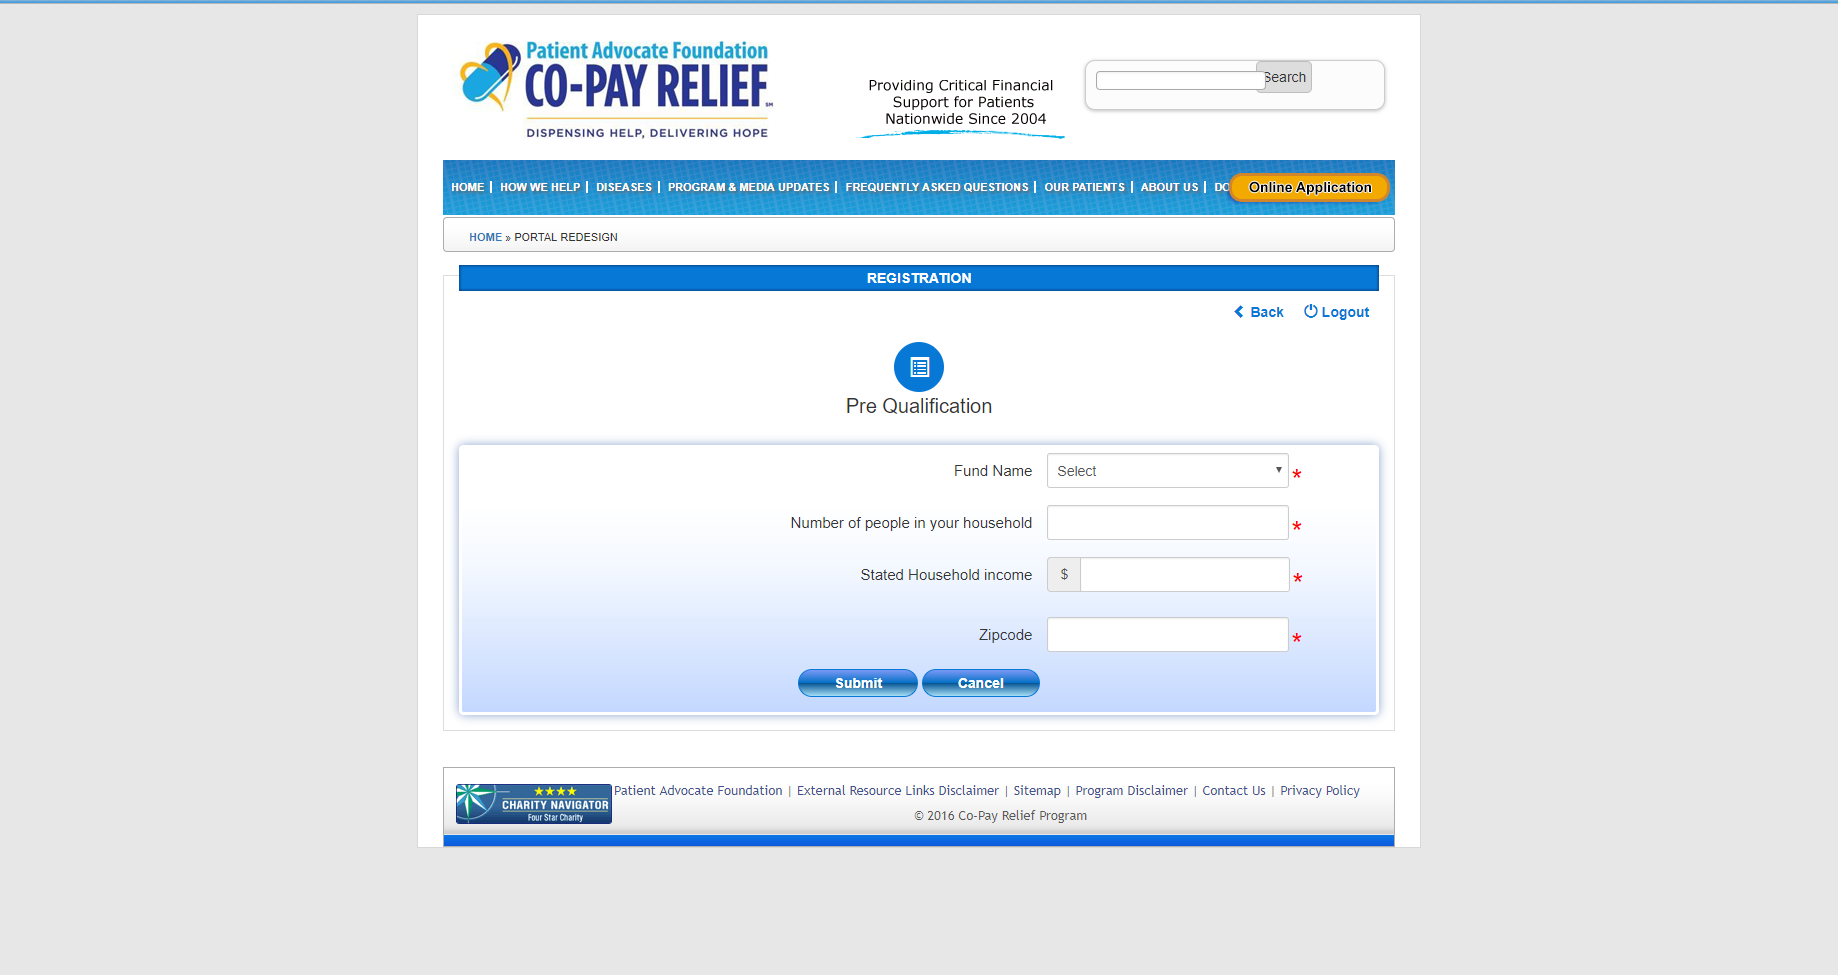 Patient Advocate Foundation
CO-PAY RELIEF SM
DISPENSING HELP, DELIVERING HOPE
Providing Critical Financial
Support for Patients
Nationwide Since 2004
Search
HOME | HOW WE HELP | DISEASES | PROGRAM & MEDIA UPDATES | FREQUENTLY ASKED QUESTIONS | OUR PATIENTS | ABOUT US | DO
Online Application
HOME » PORTAL REDESIGN
REGISTRATION
Back Logout
Pre Qualification
Fund Name Select *
Number of people in your household *
Stated Household income $ *
Zipcode *
Submit Cancel
CHARITY NAVIGATOR
Four Star Charity
Patient Advocate Foundation | External Resource Links Disclaimer | Sitemap | Program Disclaimer | Contact Us | Privacy Policy
© 2016 Co-Pay Relief Program